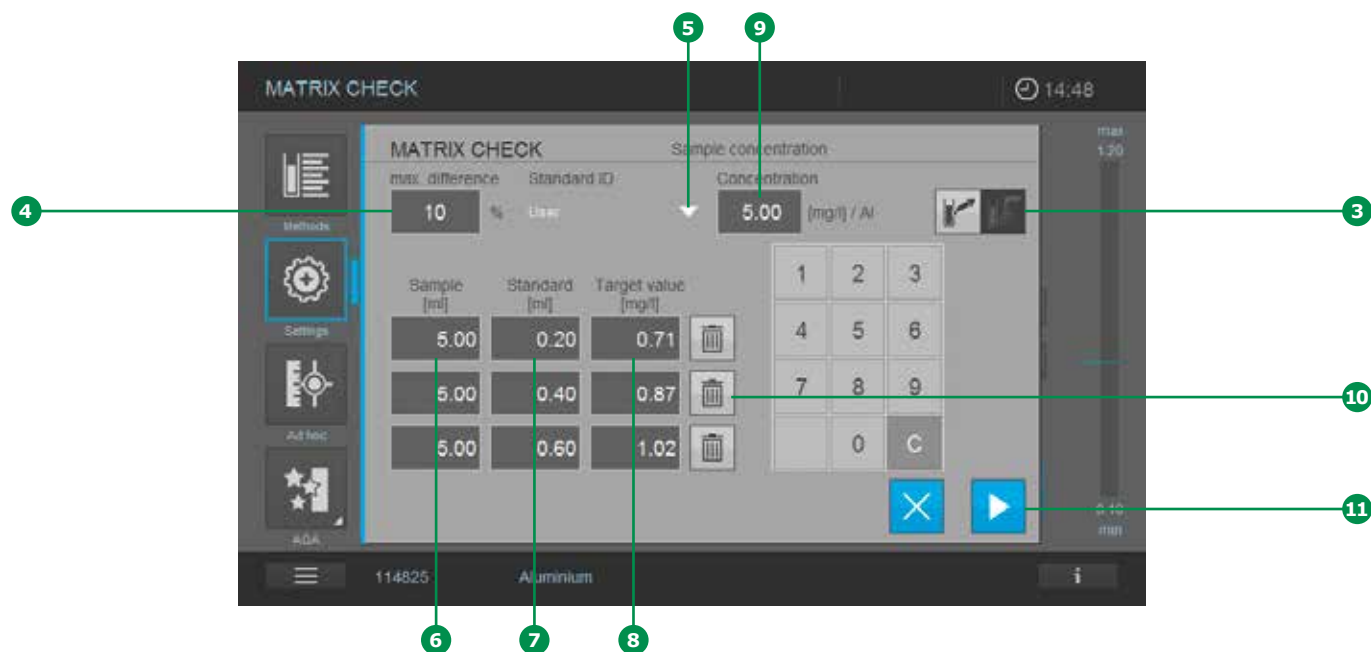 5 9
MATRIX CHECK 14:48
MATRIX CHECK Sample concentration
max. difference Standard ID Concentration
4 10 % User 5.00 [mg/l] / Al 3
max
1.20
Methods
Settings
Ad hoc
AQA
Sample Standard Target value
[ml] [ml] [mg/l]
5.00 0.20 0.71
5.00 0.40 0.87 10
5.00 0.60 1.02
1 2 3
4 5 6
7 8 9
0 C
11
0.10
min
114825 Aluminium i
6 7 8